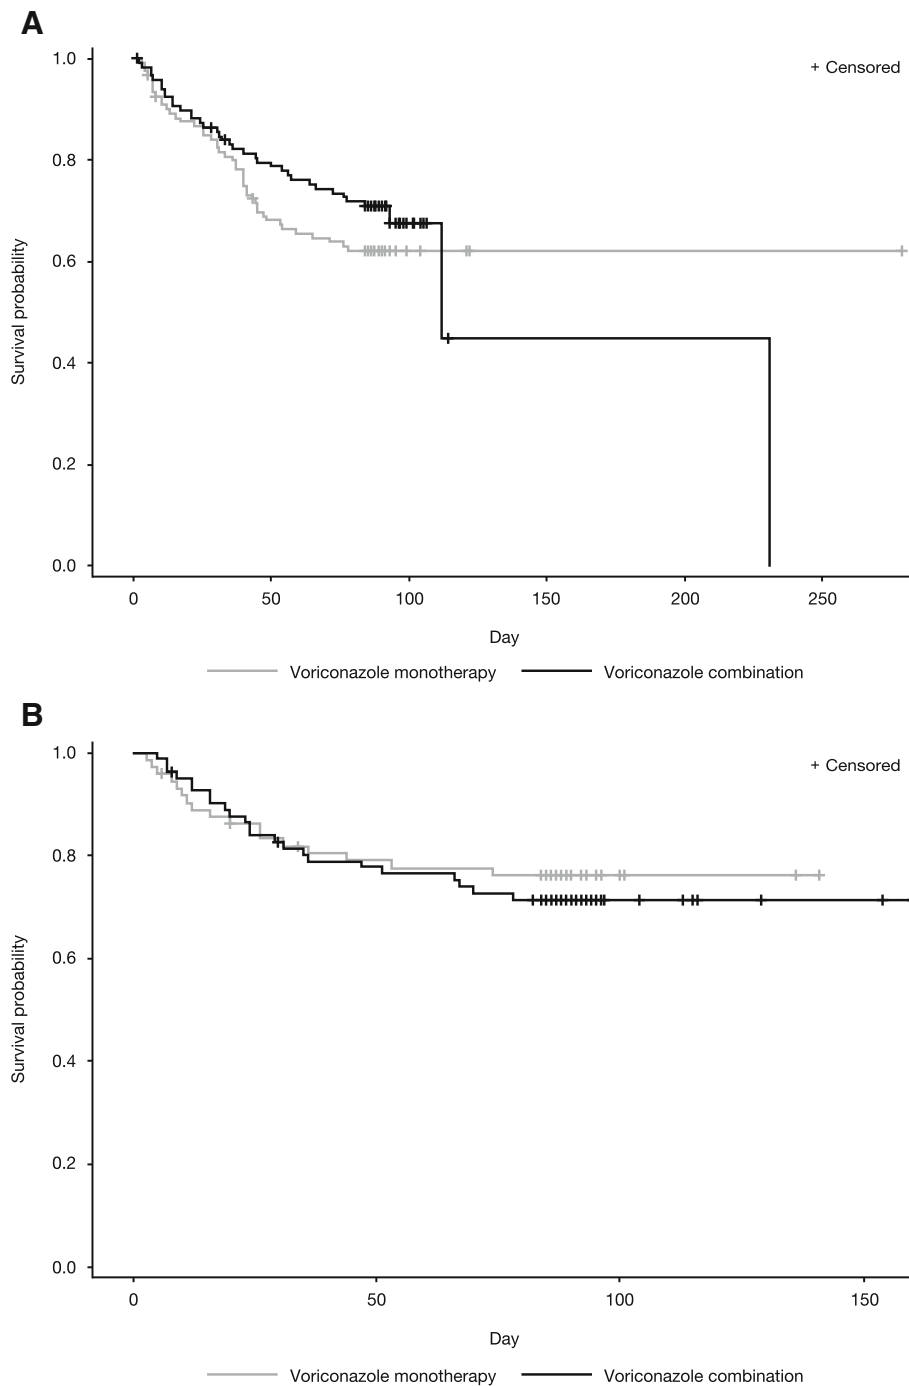 A
1.0
+ Censored
0.8
0.6
0.4
0.2
0.0
Survival probability
0 50 100 150 200 250
Day
Voriconazole monotherapy Voriconazole combination
B
1.0
+ Censored
0.8
0.6
0.4
0.2
0.0
Survival probability
0 50 100 150
Day
Voriconazole monotherapy Voriconazole combination